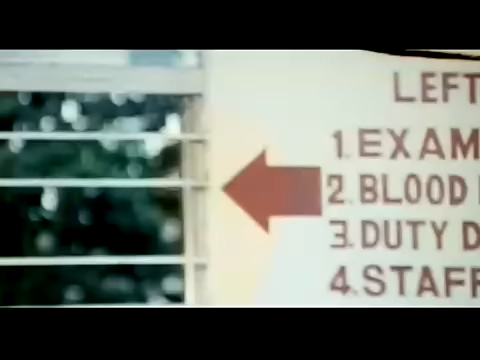 LEFT
1. EXAM
2. BLOOD
3. DUTY D
4. STAFF